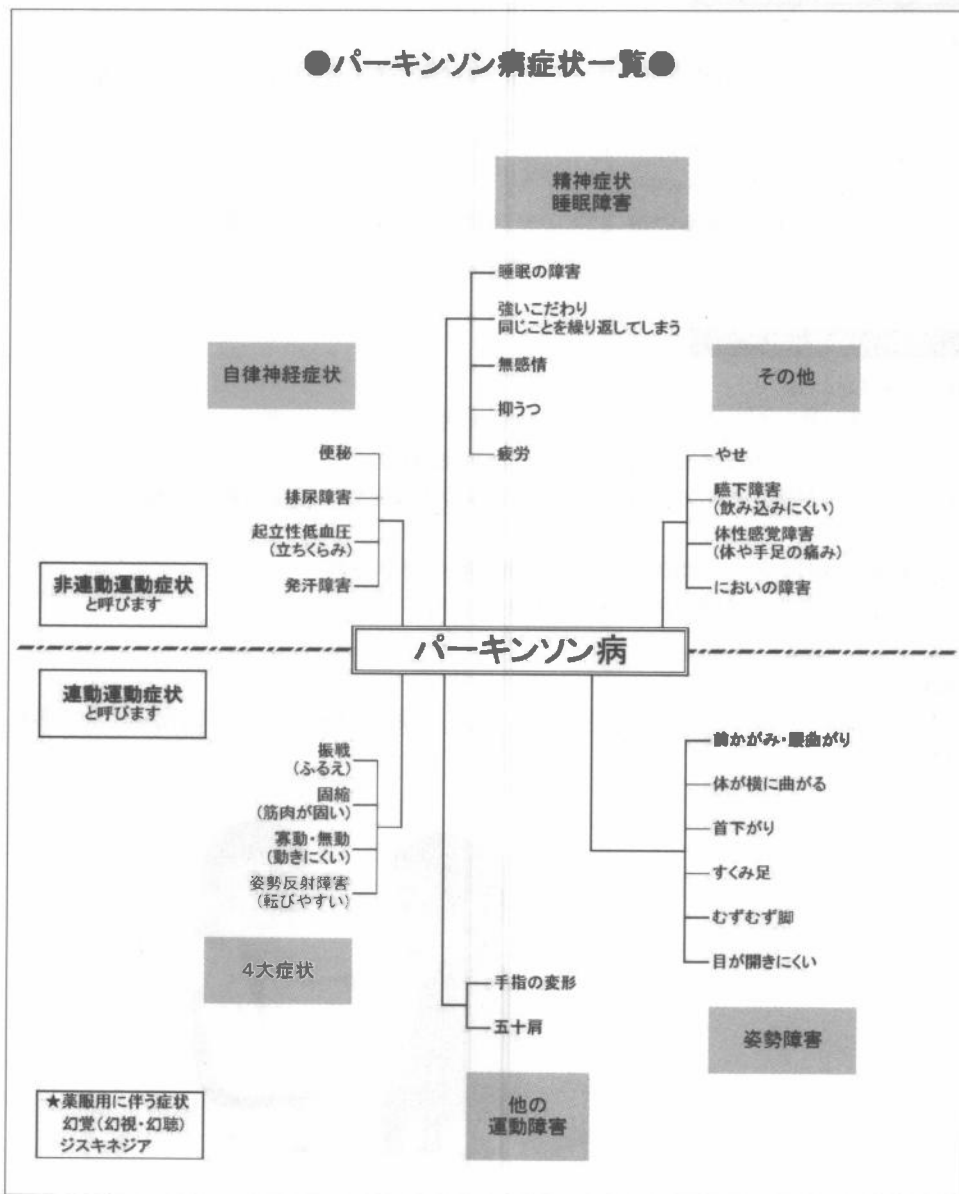 ●パーキンソン病症状一覧●
精神症状
睡眠障害
睡眠の障害
強いこだわり
同じことを繰り返してしまう
無感情
抑うつ
疲労
自律神経症状
便秘
排尿障害
起立性低血圧
(立ちくらみ)
発汗障害
その他
やせ
嚥下障害
(飲み込みにくい)
体性感覚障害
(体や手足の痛み)
においの障害
非連動運動症状
と呼びます
パーキンソン病
連動運動症状
と呼びます
振戦
(ふるえ)
固縮
(筋肉が固い)
寡動・無動
(動きにくい)
姿勢反射障害
(転びやすい)
4大症状
手指の変形
五十肩
他の
運動障害
前かがみ・腰曲がり
体が横に曲がる
首下がり
すくみ足
むずむず脚
目が開きにくい
姿勢障害
★薬服用に伴う症状
幻覚(幻視・幻聴)
ジスキネジア